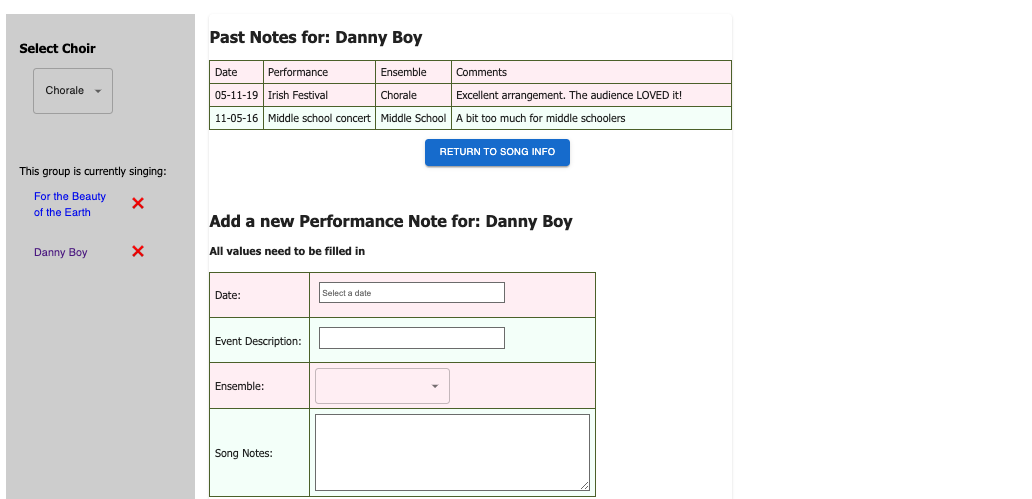 Select Choir
Chorale
This group is currently singing:
For the Beauty
of the Earth
Danny Boy
Past Notes for: Danny Boy
Date Performance Ensemble Comments
05-11-19 Irish Festival Chorale Excellent arrangement. The audience LOVED it!
11-05-16 Middle school concert Middle School A bit too much for middle schoolers
RETURN TO SONG INFO
Add a new Performance Note for: Danny Boy
All values need to be filled in
Date: Select a date
Event Description:
Ensemble:
Song Notes: